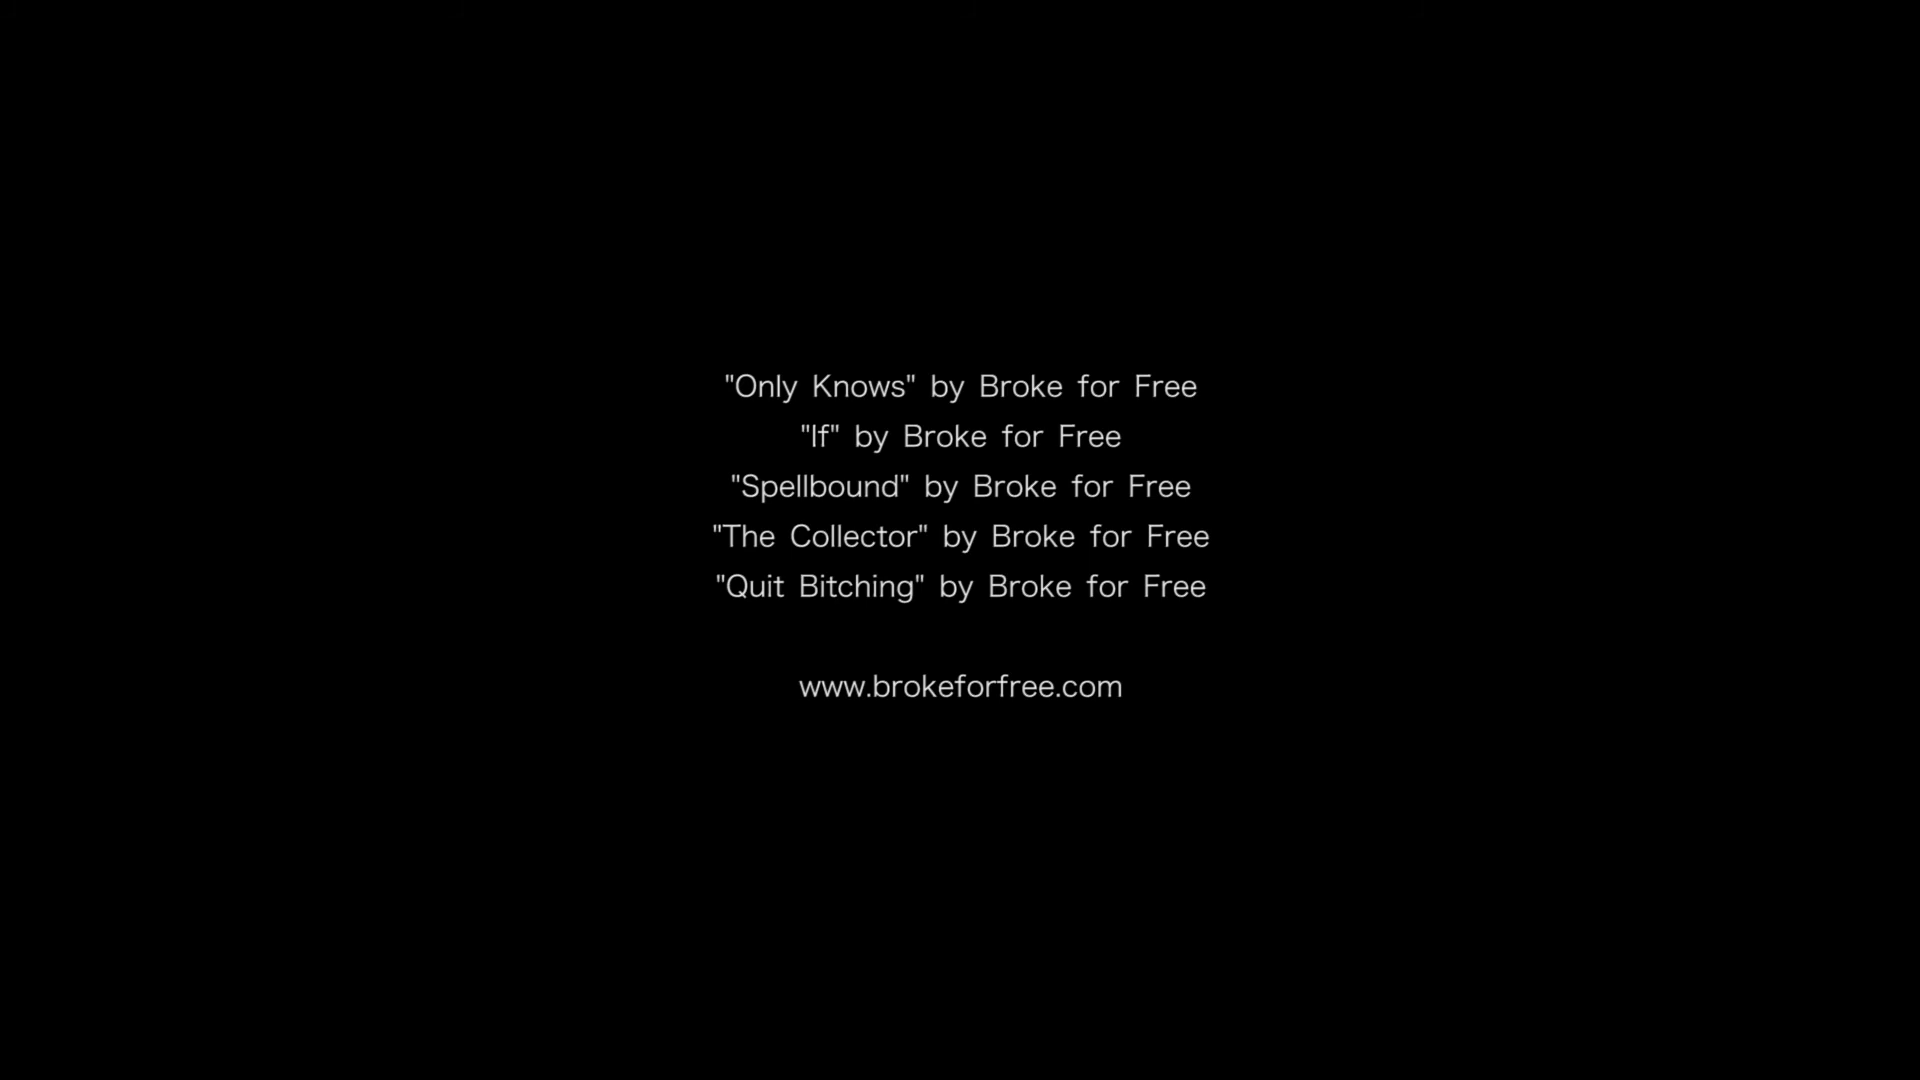 "Only Knows" by Broke for Free
"If" by Broke for Free
"Spellbound" by Broke for Free
"The Collector" by Broke for Free
"Quit Bitching" by Broke for Free
www.brokeforfree.com